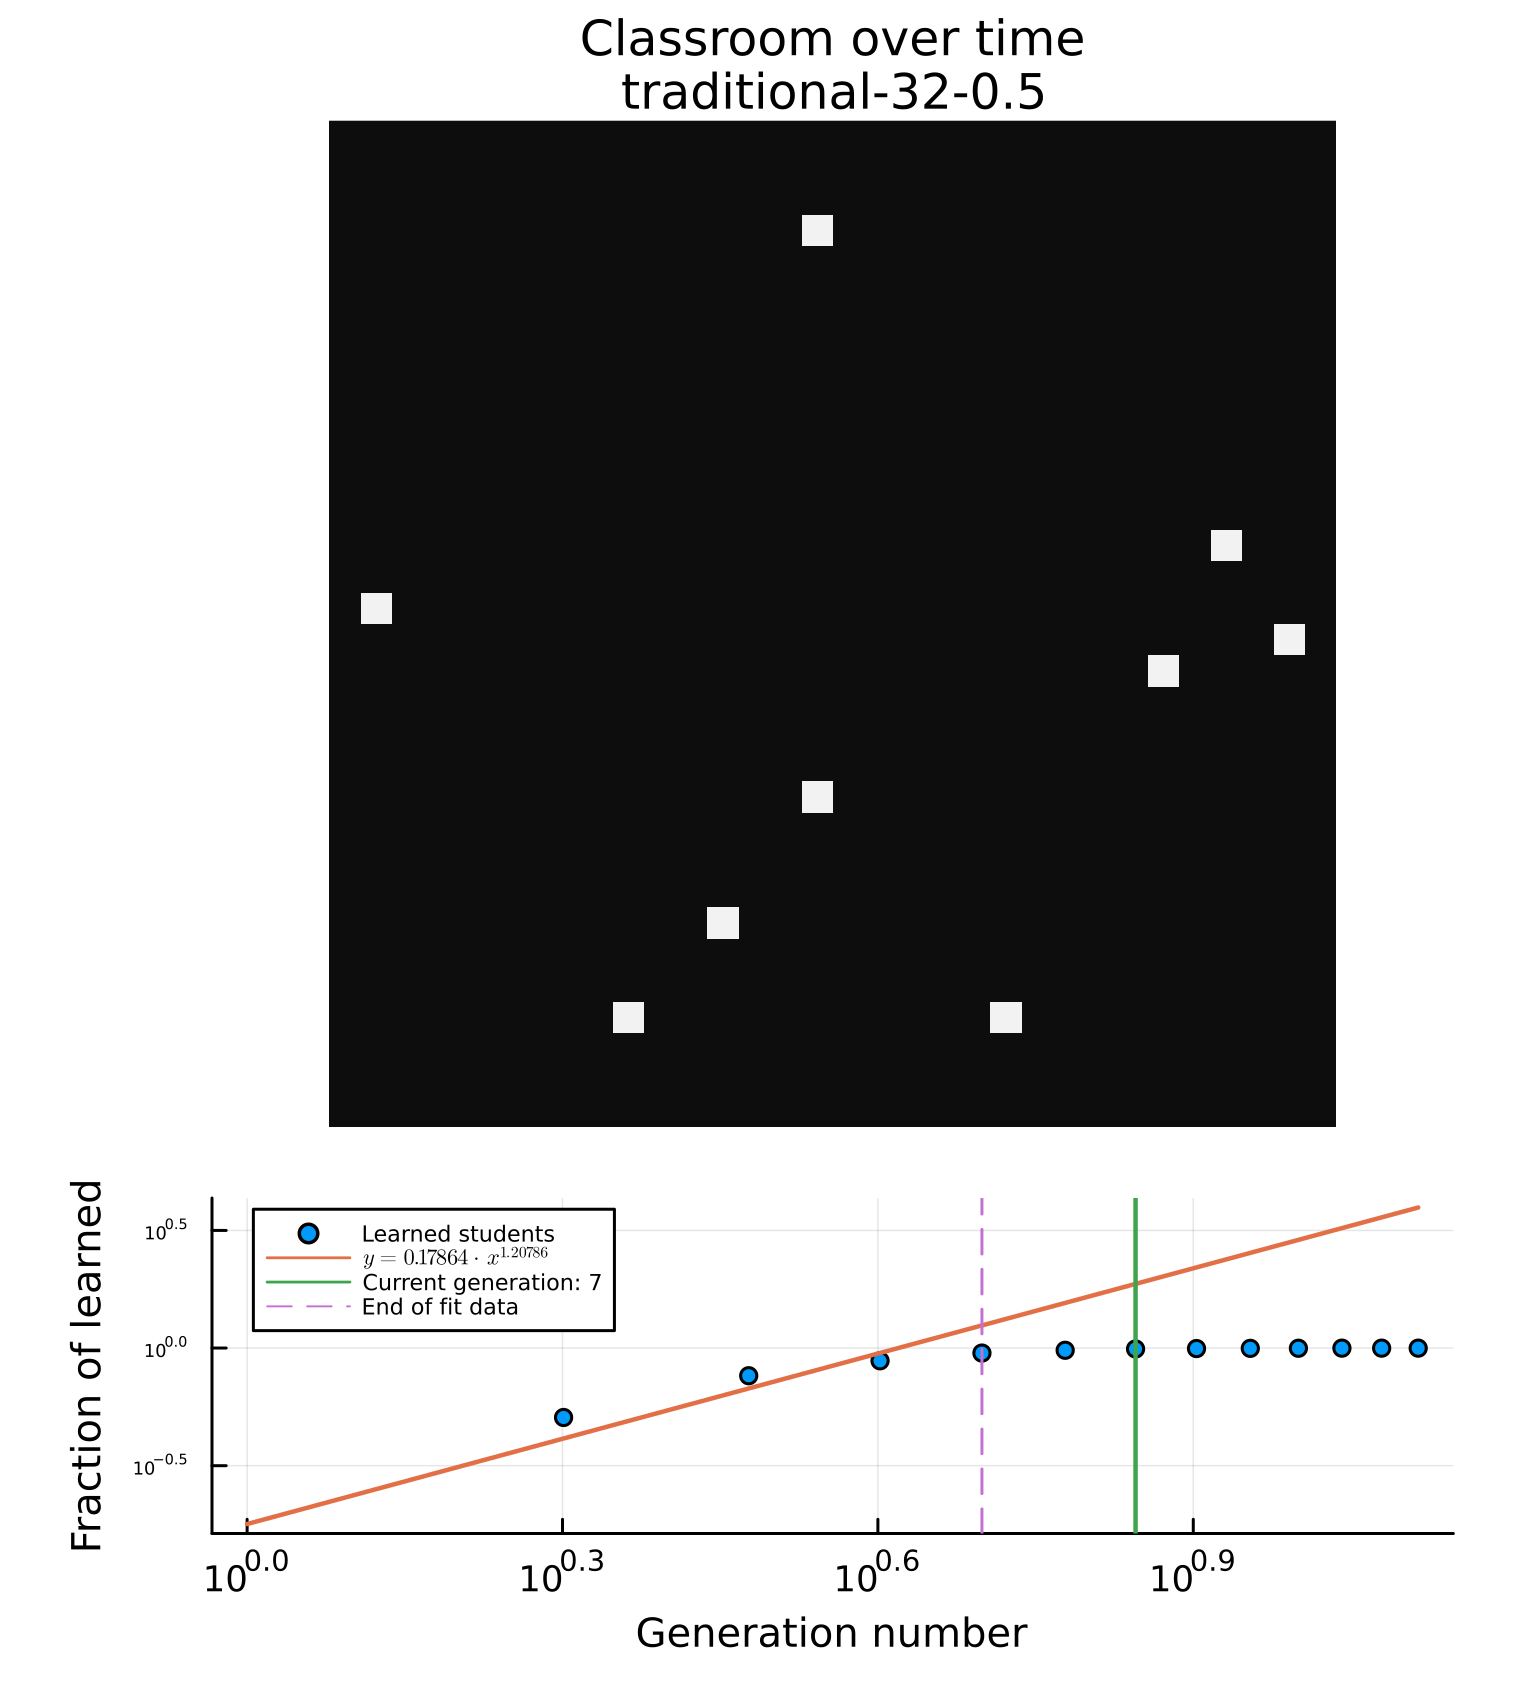 Classroom over time
traditional-32-0.5
Fraction of learned
10^0.5
10^0.0
10^−0.5
Learned students
y = 0.17864 · x^1.20786
Current generation: 7
End of fit data
10^0.0 10^0.3 10^0.6 10^0.9
Generation number